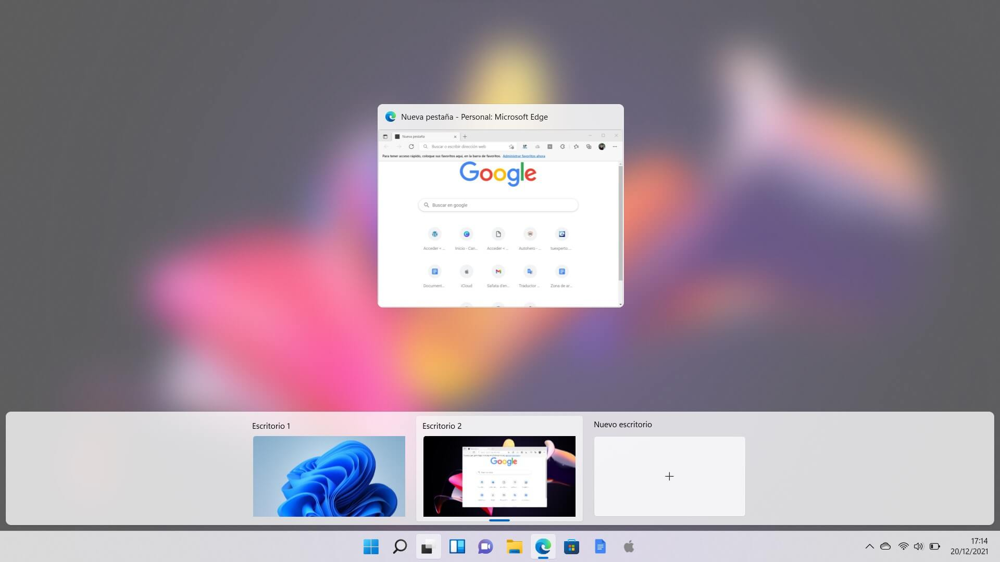 Nueva pestaña - Personal: Microsoft Edge
Nueva pestaña
Buscar o escribir dirección web
Para tener acceso rápido, coloque sus favoritos aquí, en la barra de favoritos. Administrar favoritos ahora
Google
Buscar en google
Acceder < ... Inicio - Can... Acceder < ... Autohero - ... tuexperto....
Document... iCloud Safata d'en... Traductor ... Zona de ar...
Escritorio 1
Escritorio 2
Nuevo escritorio
Google
17:14
20/12/2021